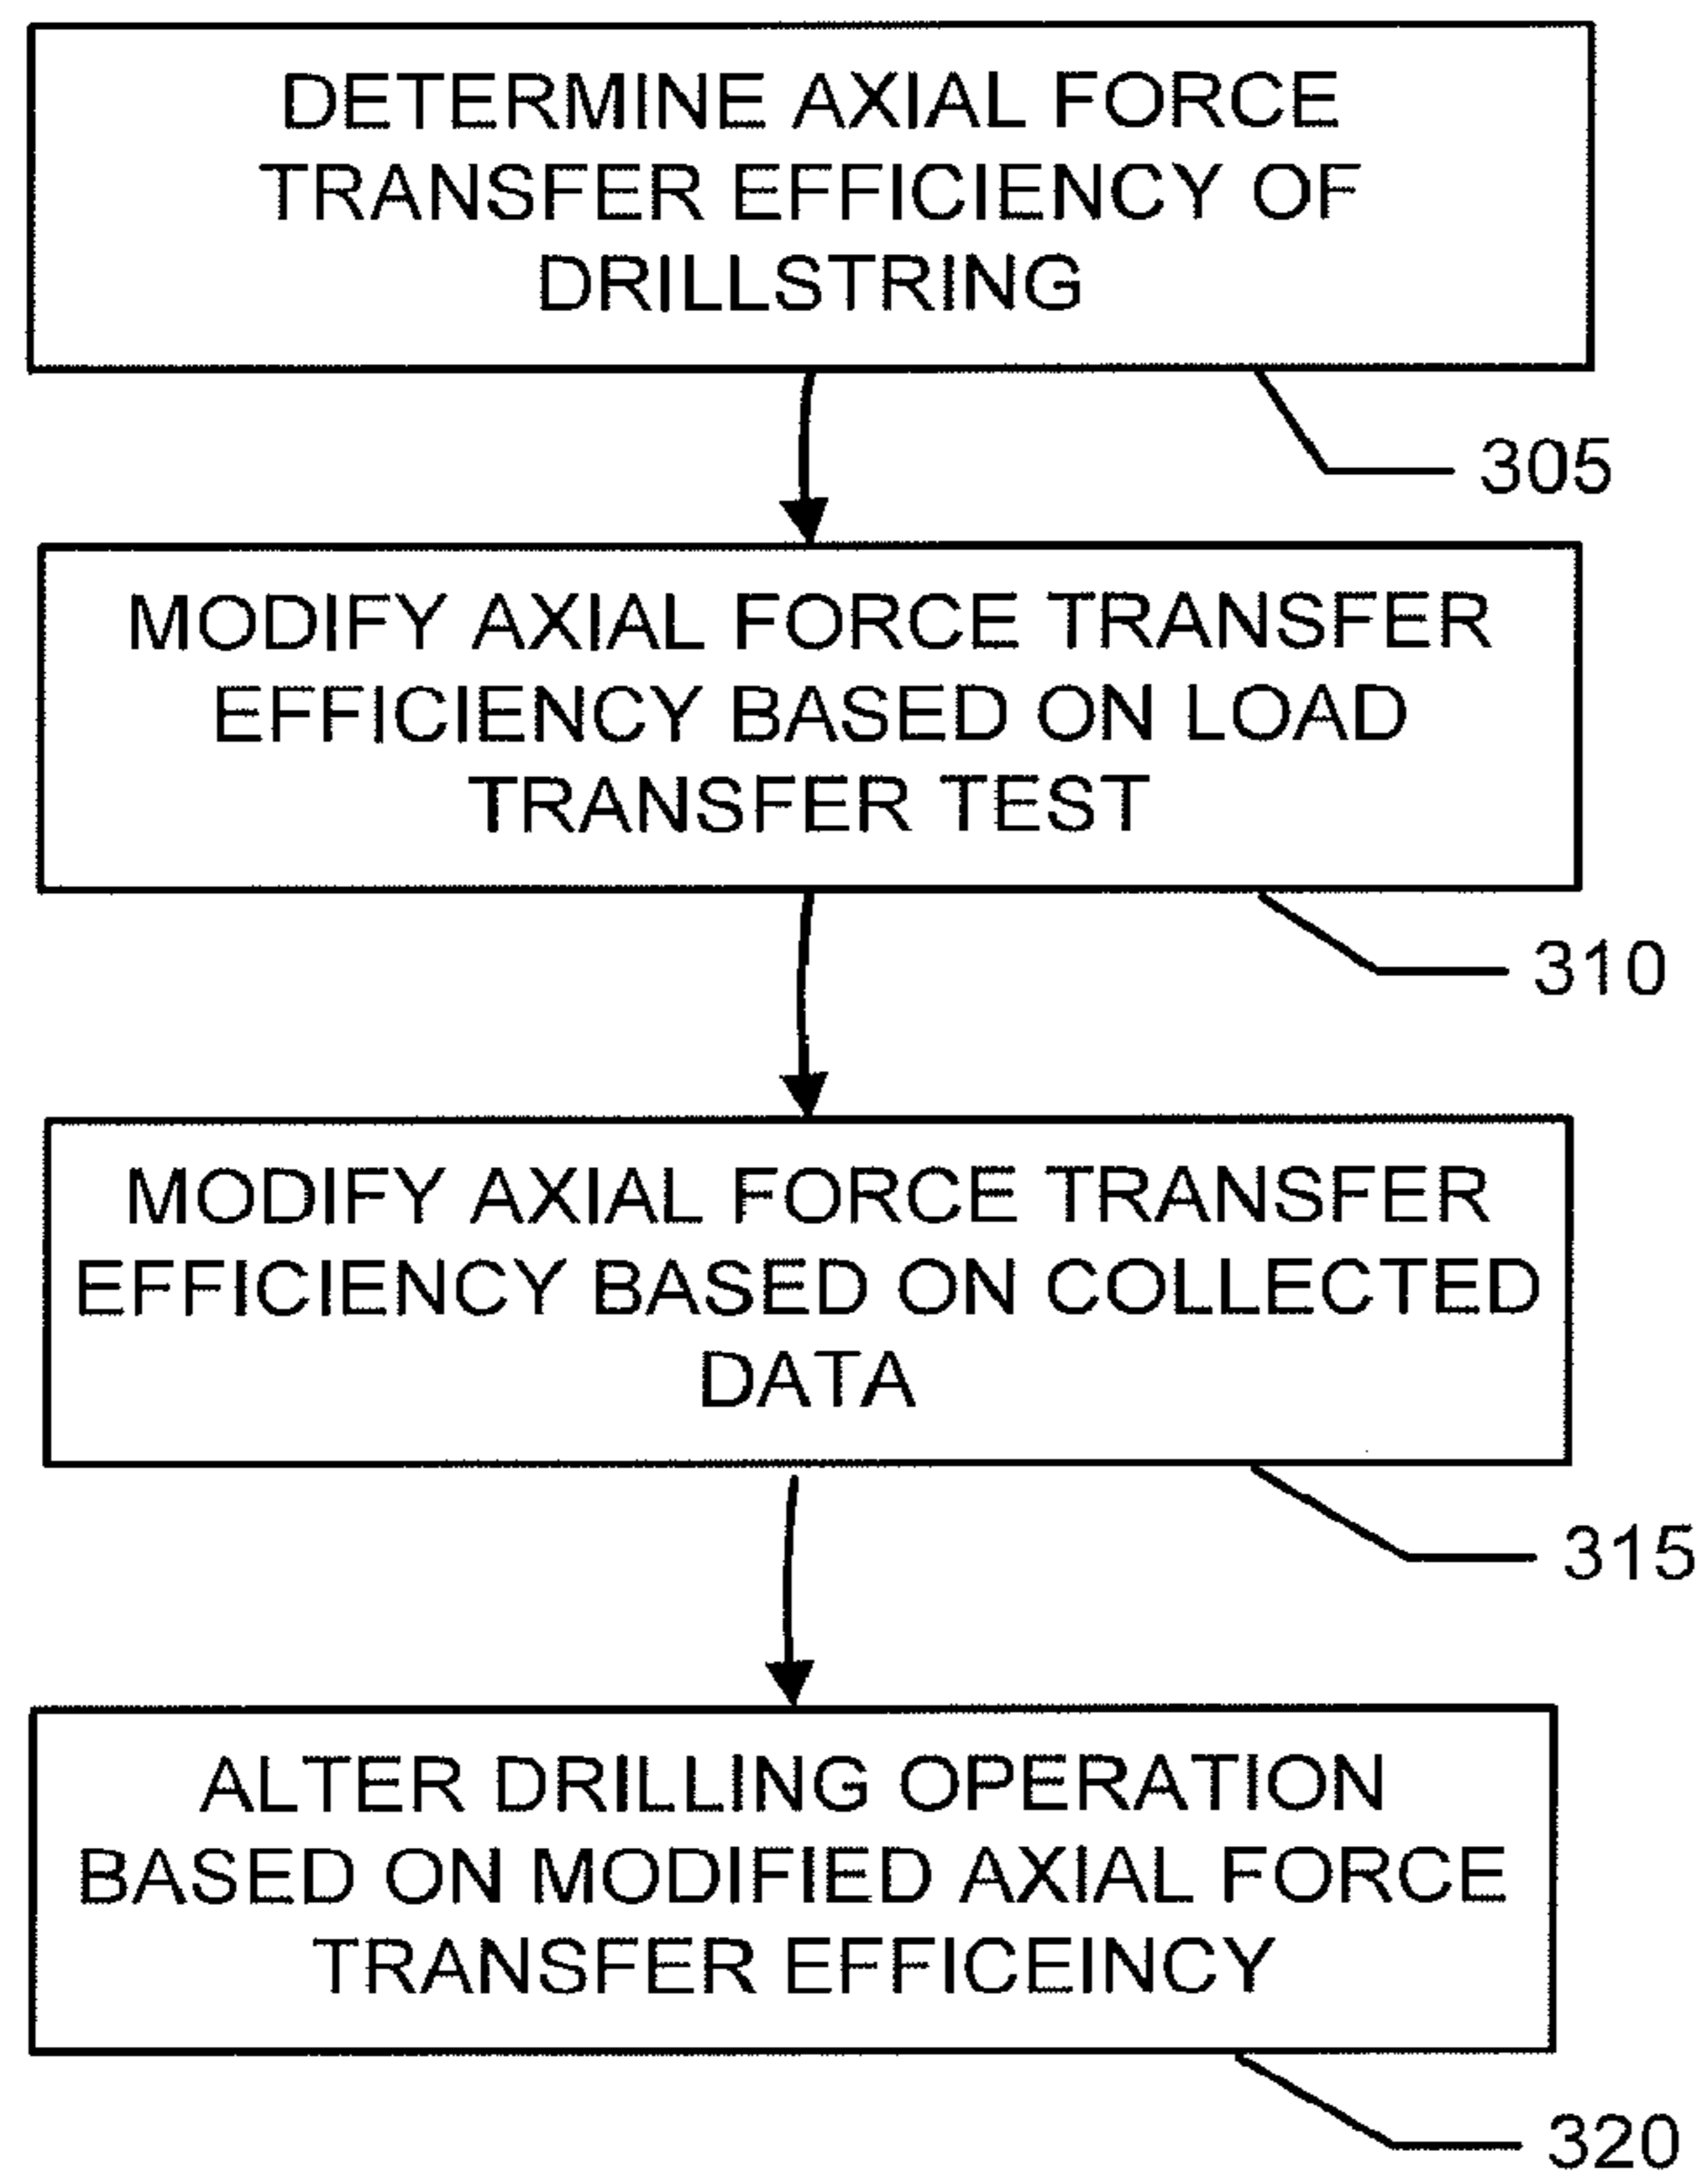 DETERMINE AXIAL FORCE
TRANSFER EFFICIENCY OF
DRILLSTRING
305
MODIFY AXIAL FORCE TRANSFER
EFFICIENCY BASED ON LOAD
TRANSFER TEST
310
MODIFY AXIAL FORCE TRANSFER
EFFICIENCY BASED ON COLLECTED
DATA
315
ALTER DRILLING OPERATION
BASED ON MODIFIED AXIAL FORCE
TRANSFER EFFICEINCY
320